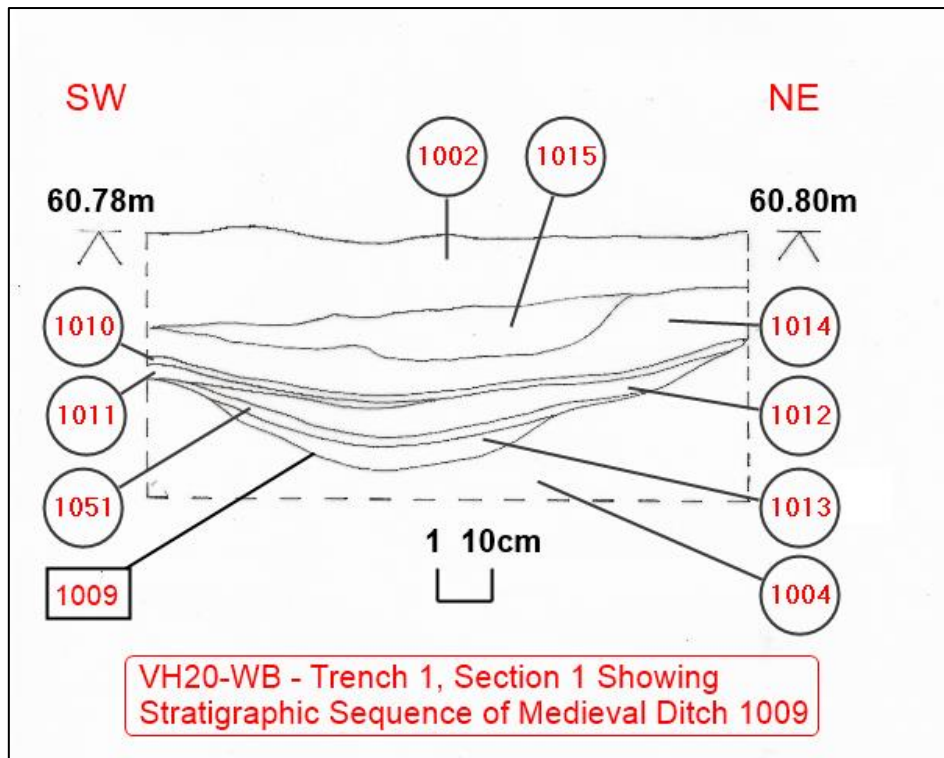 SW
NE
1002
1015
60.78m
60.80m
1010
1014
1011
1012
1051
1013
1 10cm
1009
1004
VH20-WB - Trench 1, Section 1 Showing
Stratigraphic Sequence of Medieval Ditch 1009